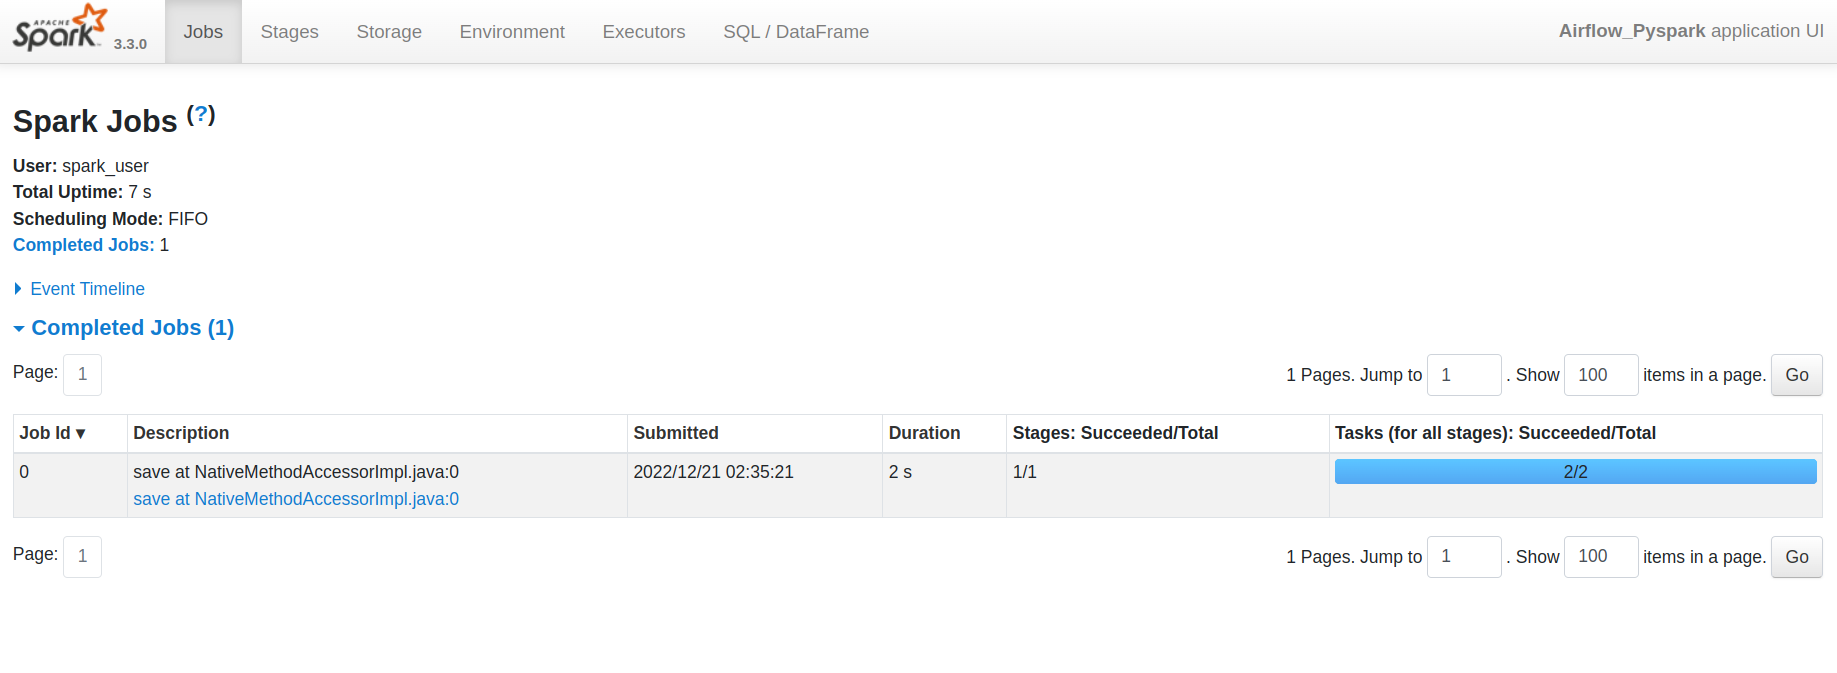 APACHE Spark 3.3.0 Jobs Stages Storage Environment Executors SQL / DataFrame Airflow_Pyspark application UI
Spark Jobs (?)
User: spark_user
Total Uptime: 7 s
Scheduling Mode: FIFO
Completed Jobs: 1
Event Timeline
Completed Jobs (1)
Page: 1 1 Pages. Jump to 1 . Show 100 items in a page. Go
Job Id ▾ Description Submitted Duration Stages: Succeeded/Total Tasks (for all stages): Succeeded/Total
0 save at NativeMethodAccessorImpl.java:0 2022/12/21 02:35:21 2 s 1/1 2/2
save at NativeMethodAccessorImpl.java:0
Page: 1 1 Pages. Jump to 1 . Show 100 items in a page. Go